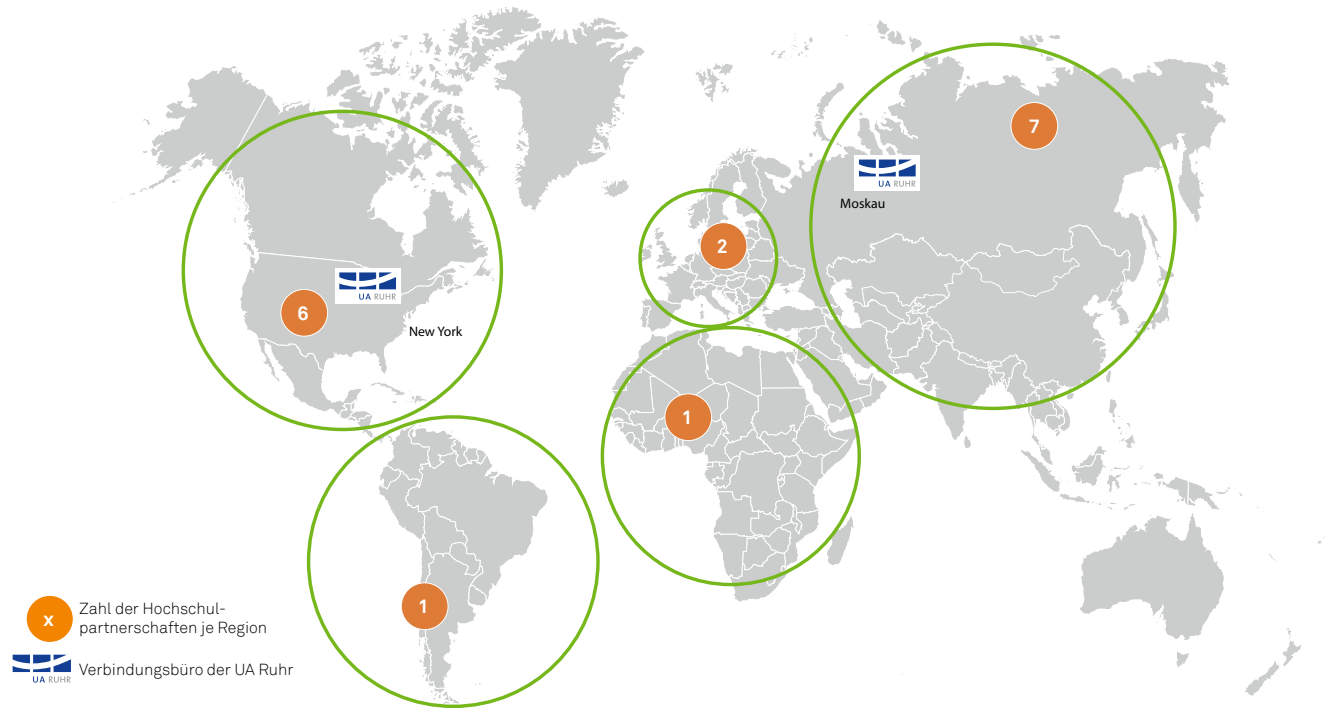 7
UA RUHR
Moskau
2
UA RUHR
6
New York
1
1
x
Zahl der Hochschul-
partnerschaften je Region
UA RUHR
Verbindungsbüro der UA Ruhr